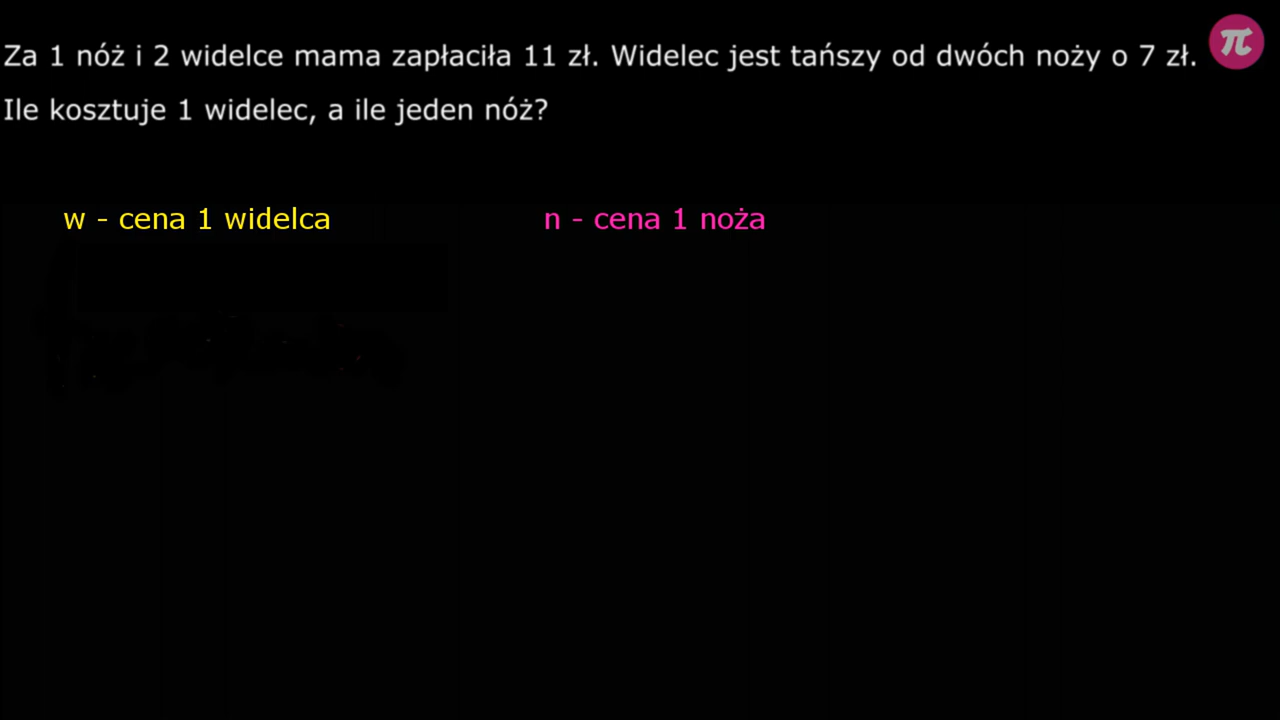 Za 1 nóż i 2 widelce mama zapłaciła 11 zł. Widelec jest tańszy od dwóch noży o 7 zł.
Ile kosztuje 1 widelec, a ile jeden nóż?
w - cena 1 widelca n - cena 1 noża
π